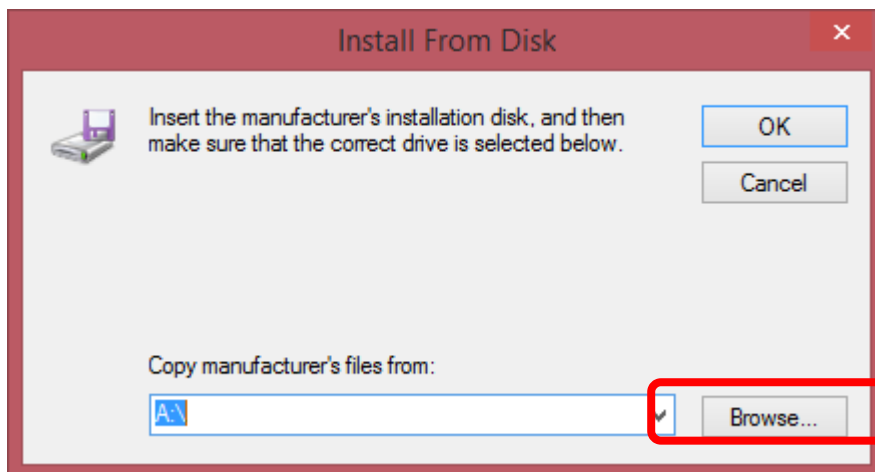 Install From Disk
Insert the manufacturer's installation disk, and then
make sure that the correct drive is selected below.
OK
Cancel
Copy manufacturer's files from:
A:\
Browse...